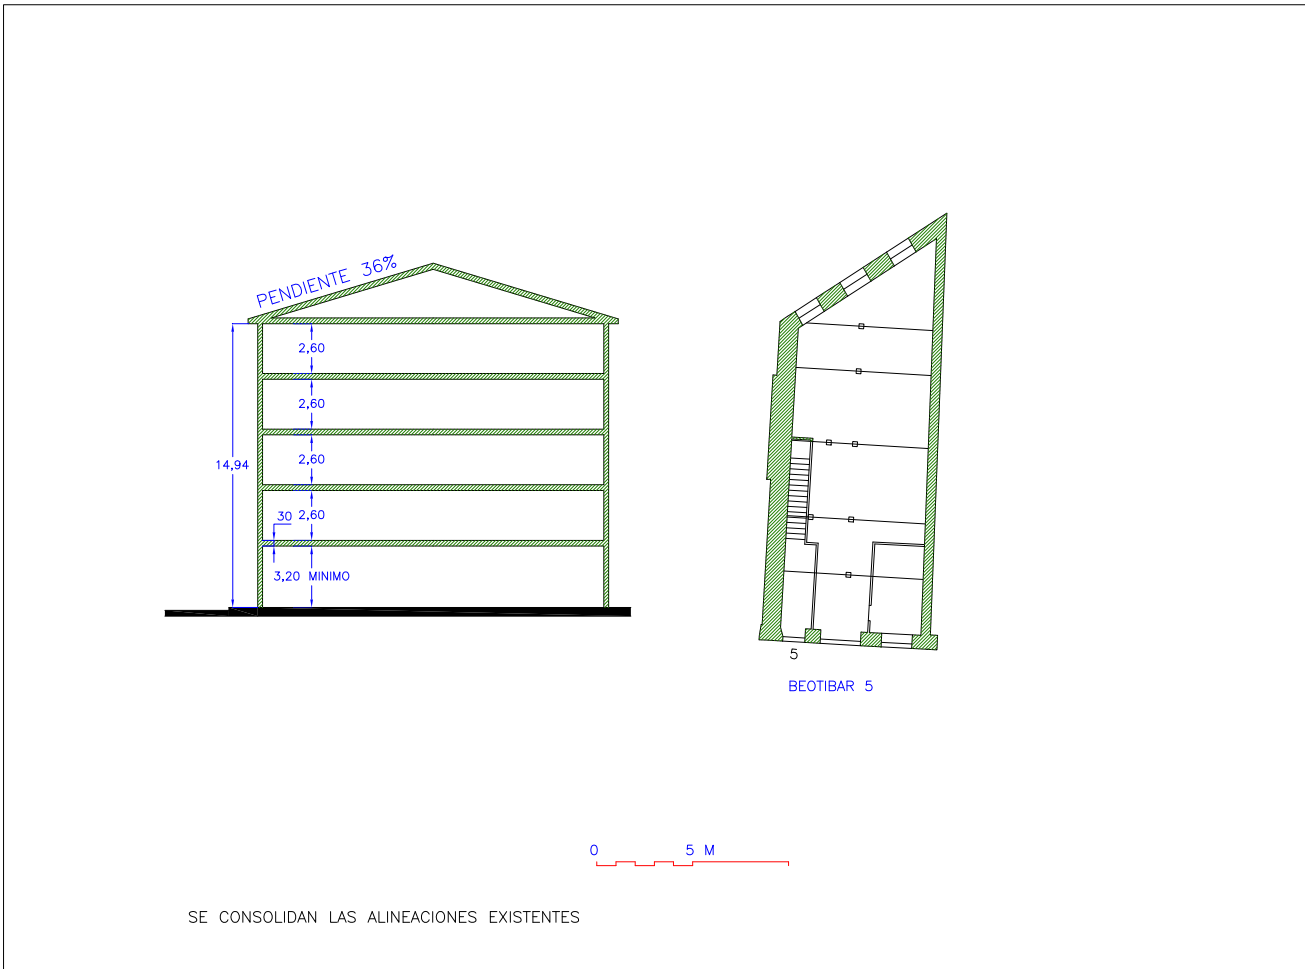 PENDIENTE 36%
2,60
2,60
14,94
2,60
30
2,60
3,20 MINIMO
5
BEOTIBAR 5
0 5 M
SE CONSOLIDAN LAS ALINEACIONES EXISTENTES